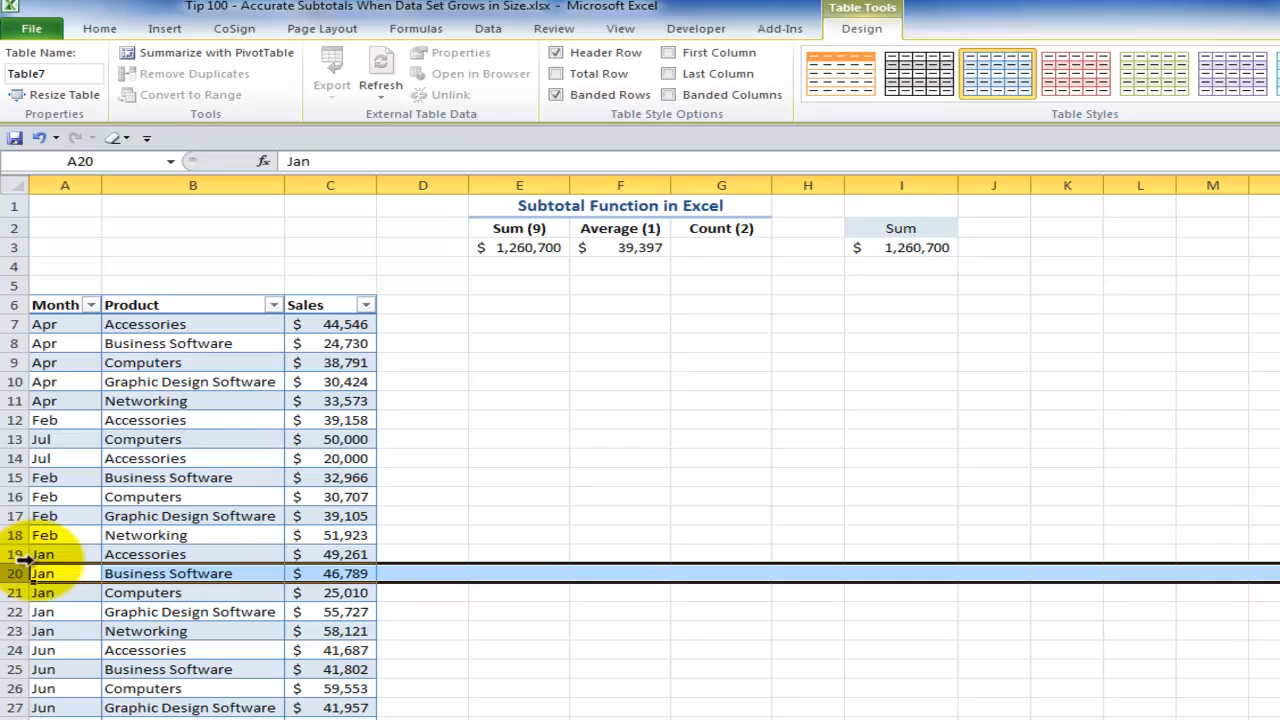 Tip 100 - Accurate Subtotals When Data Set Grows in Size.xlsx - Microsoft Excel
Table Tools
File Home Insert CoSign Page Layout Formulas Data Review View Developer Add-Ins Design
Table Name:
Table7
Resize Table
Properties
Summarize with PivotTable
Remove Duplicates
Convert to Range
Tools
Export
Refresh
Properties
Open in Browser
Unlink
External Table Data
Header Row
Total Row
Banded Rows
First Column
Last Column
Banded Columns
Table Style Options
Table Styles
A20 fx Jan
A B C D E F G H I J K L M
1 Subtotal Function in Excel
2 Sum (9) Average (1) Count (2) Sum
3 $ 1,260,700 $ 39,397 $ 1,260,700
4
5
6 Month Product Sales
7 Apr Accessories $ 44,546
8 Apr Business Software $ 24,730
9 Apr Computers $ 38,791
10 Apr Graphic Design Software $ 30,424
11 Apr Networking $ 33,573
12 Feb Accessories $ 39,158
13 Jul Computers $ 50,000
14 Jul Accessories $ 20,000
15 Feb Business Software $ 32,966
16 Feb Computers $ 30,707
17 Feb Graphic Design Software $ 39,105
18 Feb Networking $ 51,923
19 Jan Accessories $ 49,261
20 Jan Business Software $ 46,789
21 Jan Computers $ 25,010
22 Jan Graphic Design Software $ 55,727
23 Jan Networking $ 58,121
24 Jun Accessories $ 41,687
25 Jun Business Software $ 41,802
26 Jun Computers $ 59,553
27 Jun Graphic Design Software $ 41,957